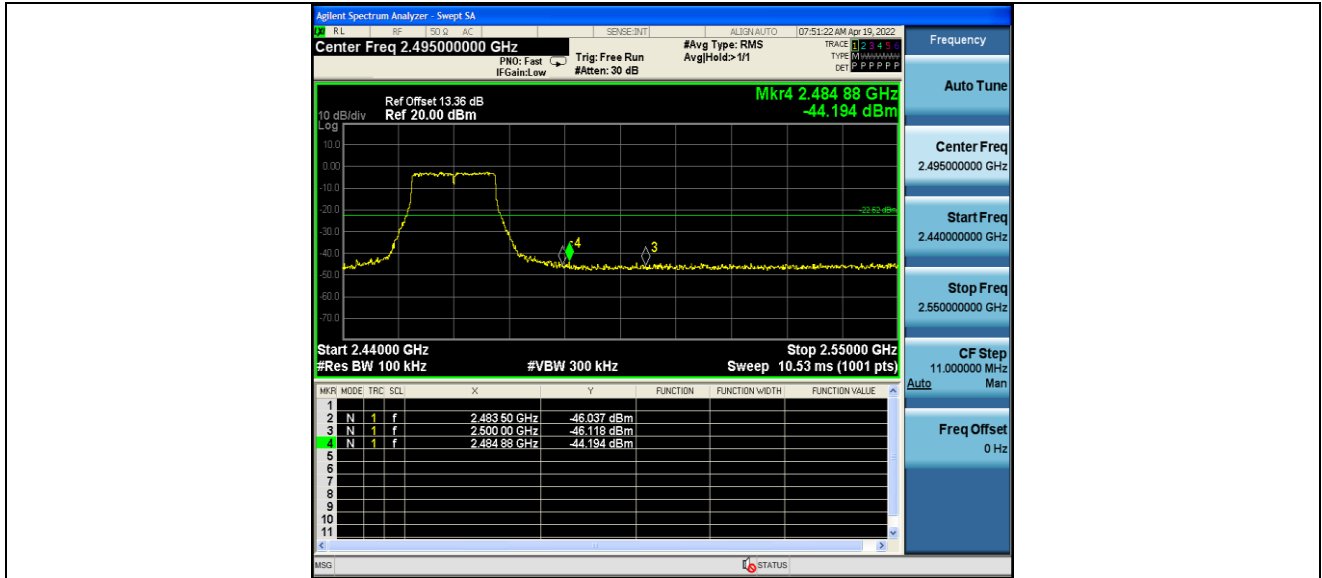 Agilent Spectrum Analyzer - Swept SA
RL RF 50 Ω AC SENSE:INT ALIGN AUTO 07:51:22 AM Apr 19, 2022
Center Freq 2.495000000 GHz
PNO: Fast
IFGain:Low
Trig: Free Run
#Atten: 30 dB
#Avg Type: RMS
Avg|Hold:>1/1
TRACE 1 2 3 4 5 6
TYPE M
DET P P P P P P
Mkr4 2.484 88 GHz
-44.194 dBm
Ref Offset 13.36 dB
10 dB/div Ref 20.00 dBm
Log
10.0
0.00
-10.0
-20.0
-22.62 dBm
-30.0
-40.0
4
3
-50.0
-60.0
-70.0
Start 2.44000 GHz Stop 2.55000 GHz
#Res BW 100 kHz #VBW 300 kHz Sweep 10.53 ms (1001 pts)
MKR MODE TRC SCL X Y FUNCTION FUNCTION WIDTH FUNCTION VALUE
1
2 N 1 f 2.483 50 GHz -46.037 dBm
3 N 1 f 2.500 00 GHz -46.118 dBm
4 N 1 f 2.484 88 GHz -44.194 dBm
5
6
7
8
9
10
11
MSG STATUS
Frequency
Auto Tune
Center Freq
2.495000000 GHz
Start Freq
2.440000000 GHz
Stop Freq
2.550000000 GHz
CF Step
11.000000 MHz
Auto Man
Freq Offset
0 Hz